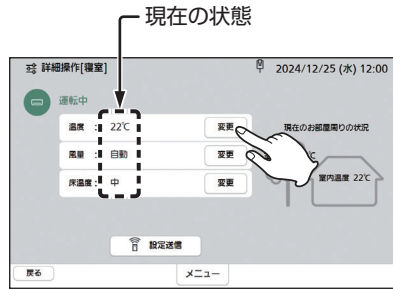 現在の状態
詳細操作[寝室]
2024/12/25 (水) 12:00
運転中
温度 : 22℃ 変更
現在のお部屋周りの状況
風量 : 自動 変更
℃
室内温度 22℃
床温度 : 中 変更
設定送信
戻る
メニュー